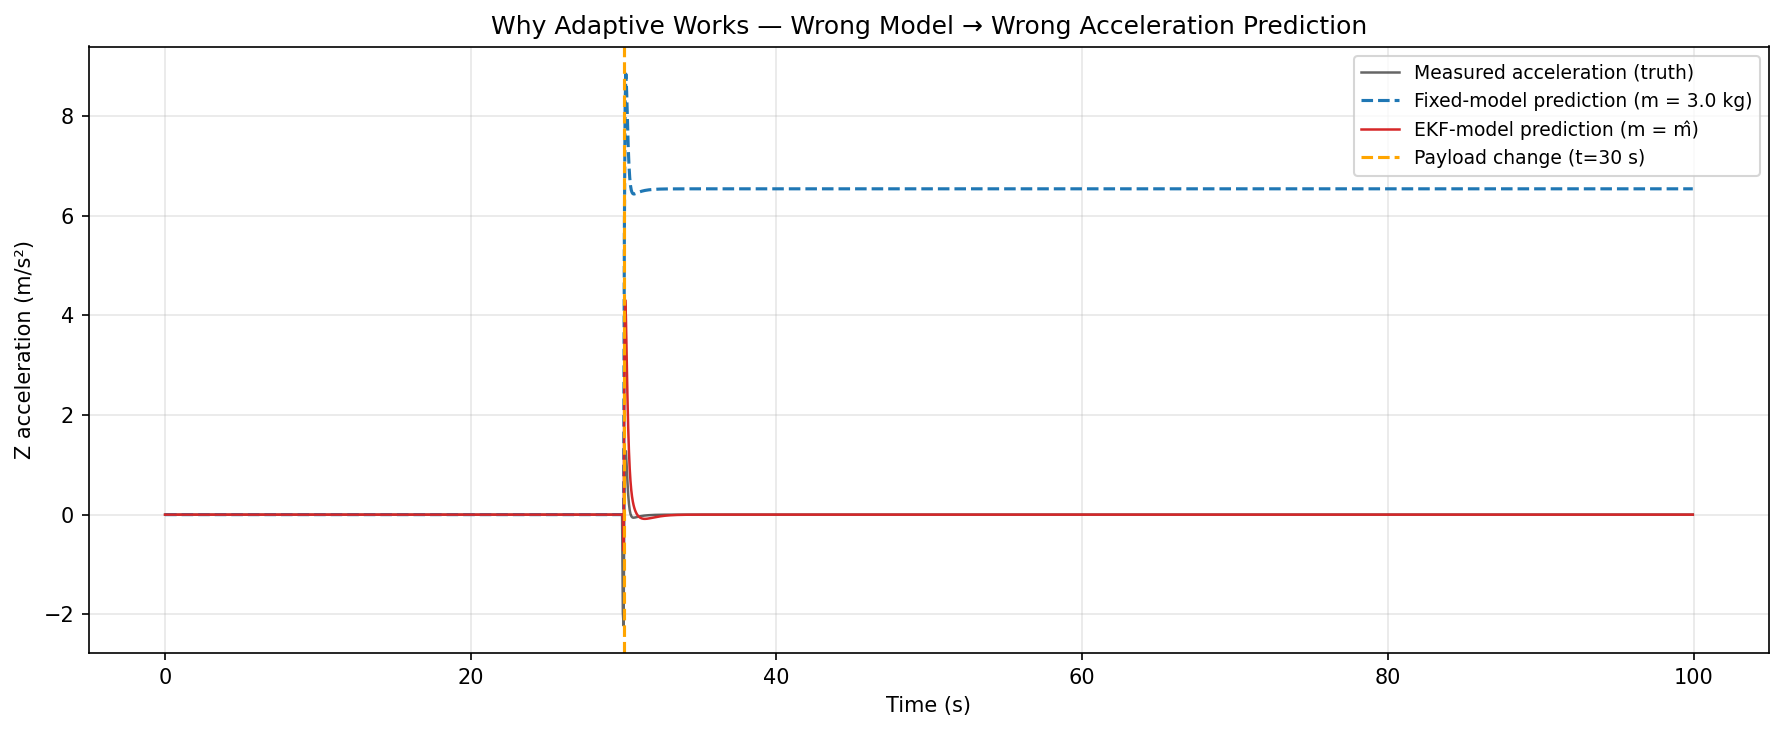 Why Adaptive Works — Wrong Model → Wrong Acceleration Prediction
Measured acceleration (truth)
Fixed-model prediction (m = 3.0 kg)
EKF-model prediction (m = m̂)
Payload change (t=30 s)
Z acceleration (m/s²)
8
6
4
2
0
−2
0
20
40
60
80
100
Time (s)